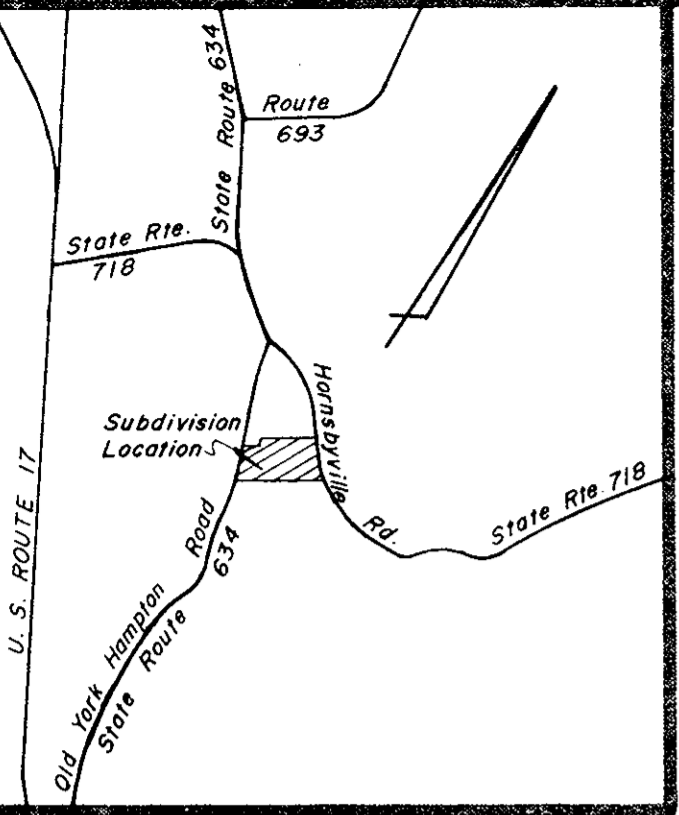 State Route 634
Route
693
State Rte.
718
Subdivision
Location
Hornsbyville Rd.
State Rte. 718
U.S. ROUTE 17
Old York Hampton Road
State Route 634